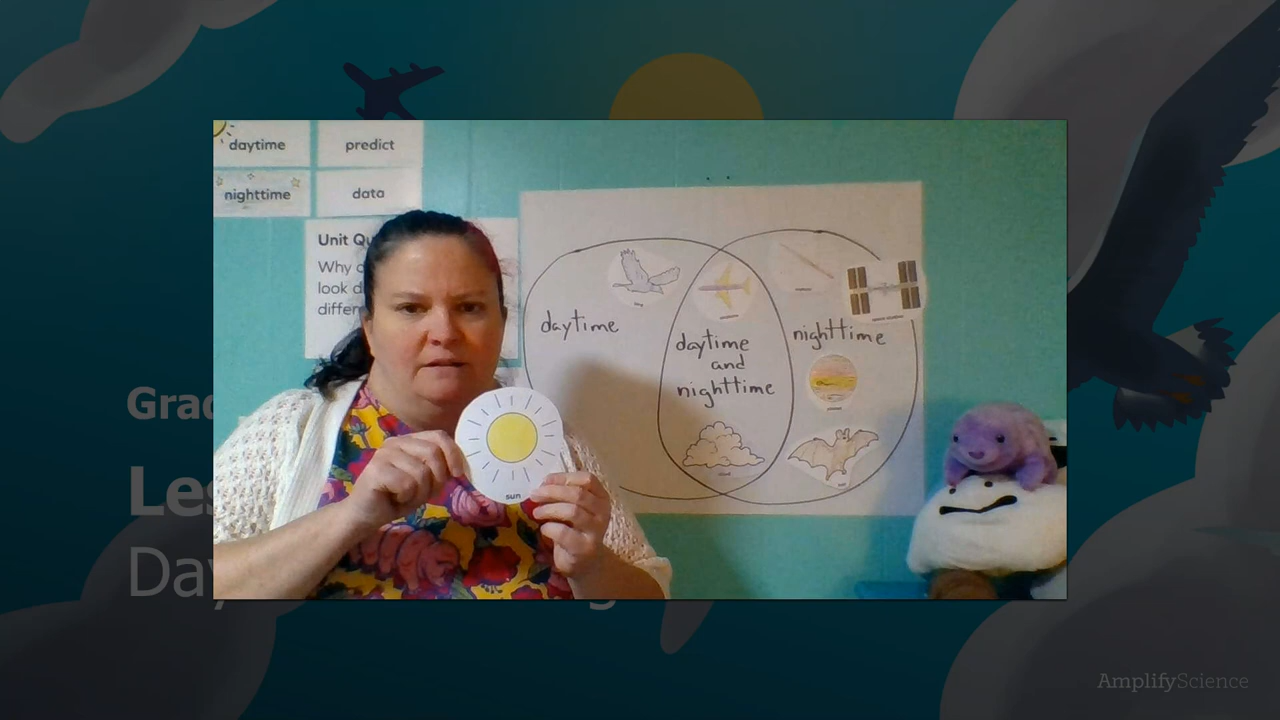 daytime
predict
nighttime
data
Unit Qu
Why
look d
differ
daytime
daytime
and
nighttime
nighttime
sun
Grad
Les
Day
g
AmplifyScience